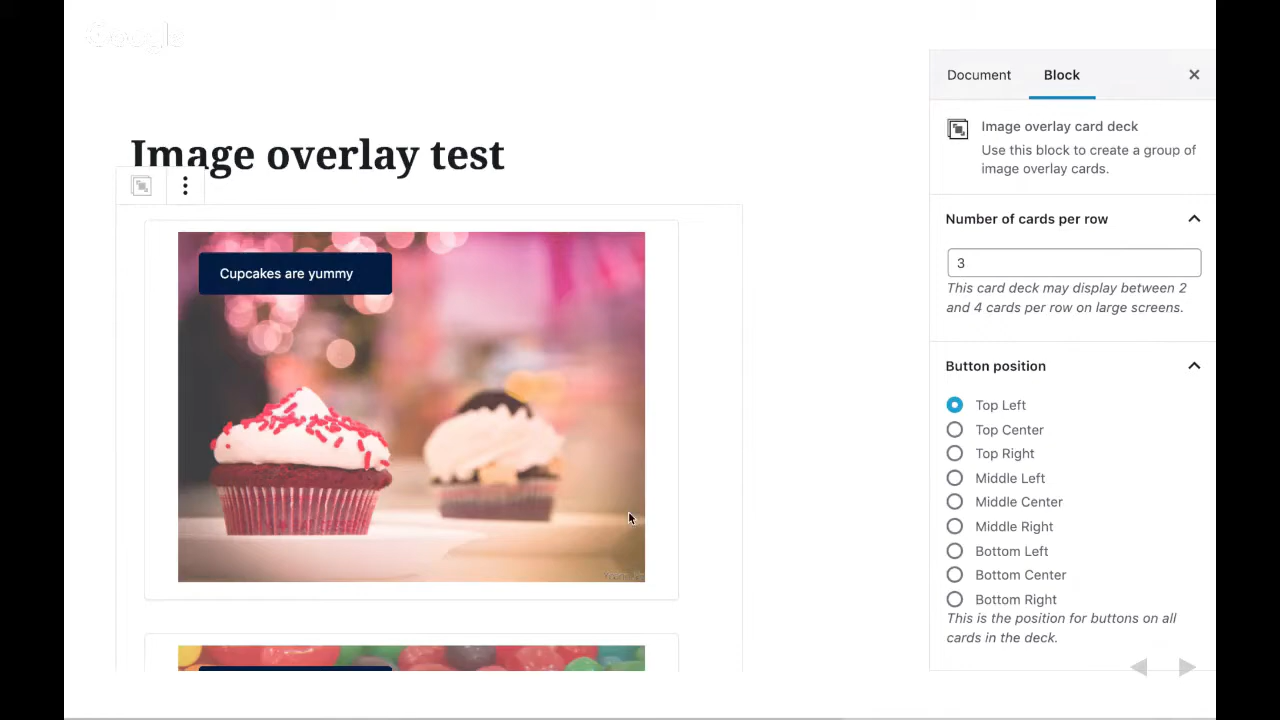 Google
Document Block
Image overlay card deck
Use this block to create a group of
image overlay cards.
Image overlay test
Number of cards per row
3
This card deck may display between 2
and 4 cards per row on large screens.
Cupcakes are yummy
Button position
Top Left
Top Center
Top Right
Middle Left
Middle Center
Middle Right
Bottom Left
Bottom Center
Bottom Right
This is the position for buttons on all
cards in the deck.